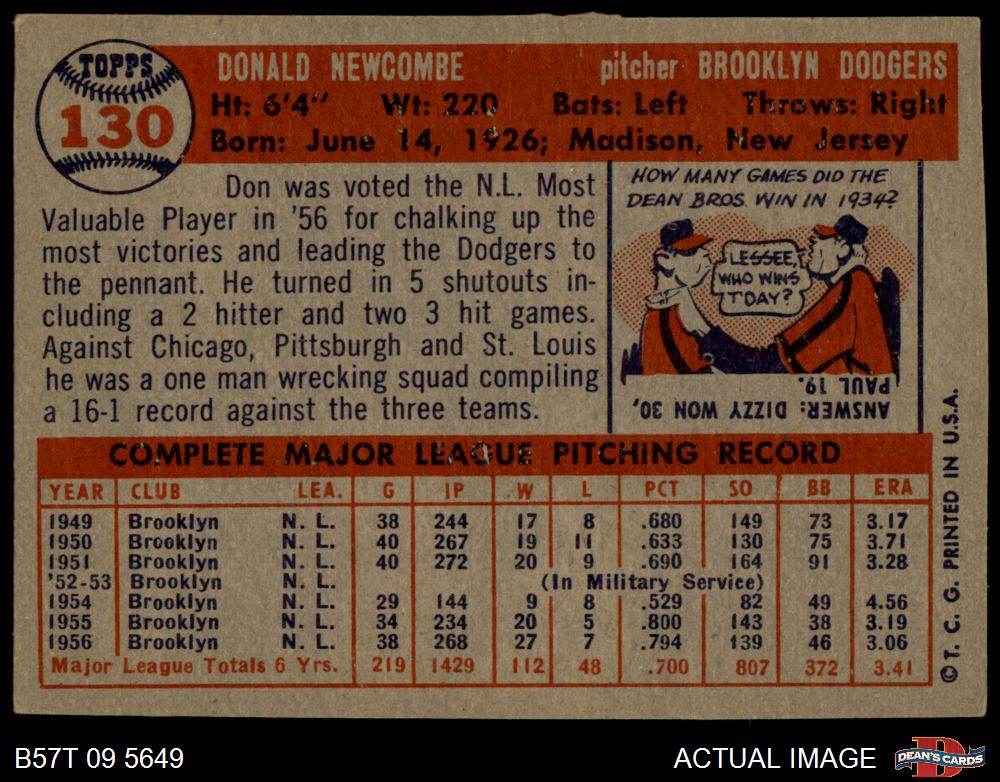 TOPPS
130
DONALD NEWCOMBE pitcher BROOKLYN DODGERS
Ht: 6'4" Wt: 220 Bats: Left Throws: Right
Born: June 14, 1926; Madison, New Jersey
Don was voted the N.L. Most
Valuable Player in '56 for chalking up the
most victories and leading the Dodgers to
the pennant. He turned in 5 shutouts in-
cluding a 2 hitter and two 3 hit games.
Against Chicago, Pittsburgh and St. Louis
he was a one man wrecking squad compiling
a 16-1 record against the three teams.
HOW MANY GAMES DID THE
DEAN BROS. WIN IN 1934?
LESSEE,
WHO WINS
T'DAY?
ANSWER: DIZZY WON 30,
PAUL 19.
COMPLETE MAJOR LEAGUE PITCHING RECORD
YEAR CLUB LEA. G IP W L PCT SO BB ERA
1949 Brooklyn N. L. 38 244 17 8 .680 149 73 3.17
1950 Brooklyn N. L. 40 267 19 11 .633 130 75 3.71
1951 Brooklyn N. L. 40 272 20 9 .690 164 91 3.28
'52-53 Brooklyn N. L. (In Military Service)
1954 Brooklyn N. L. 29 144 9 8 .529 82 49 4.56
1955 Brooklyn N. L. 34 234 20 5 .800 143 38 3.19
1956 Brooklyn N. L. 38 268 27 7 .794 139 46 3.06
Major League Totals 6 Yrs. 219 1429 112 48 .700 807 372 3.41
© T. C. G. PRINTED IN U.S.A.
B57T 09 5649
ACTUAL IMAGE
DEAN'S CARDS